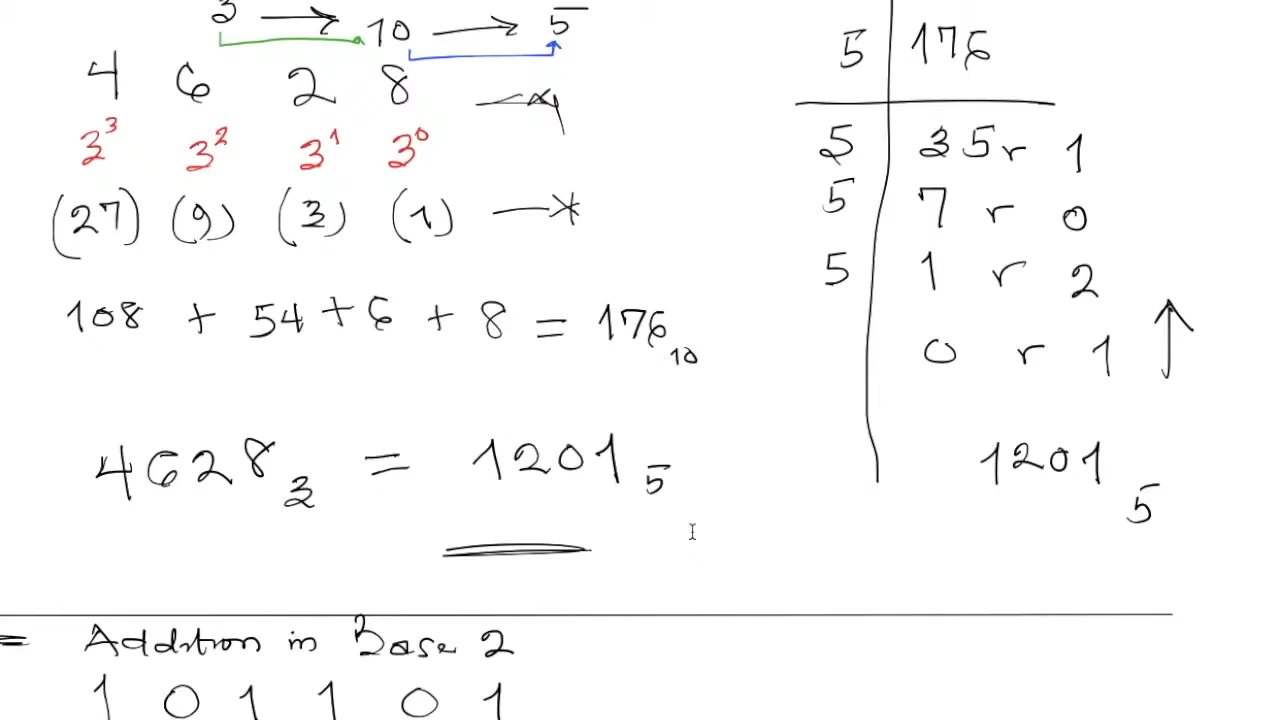 3 → 10 → 5
4 6 2 8
3³ 3² 3¹ 3⁰
(27) (9) (3) (1)
108 + 54 + 6 + 8 = 176₁₀
4628₃ = 1201₅
5 | 176
5 | 35 r 1
5 | 7 r 0
5 | 1 r 2
0 r 1
1201₅
= Addition in Base 2
1 0 1 1 0 1